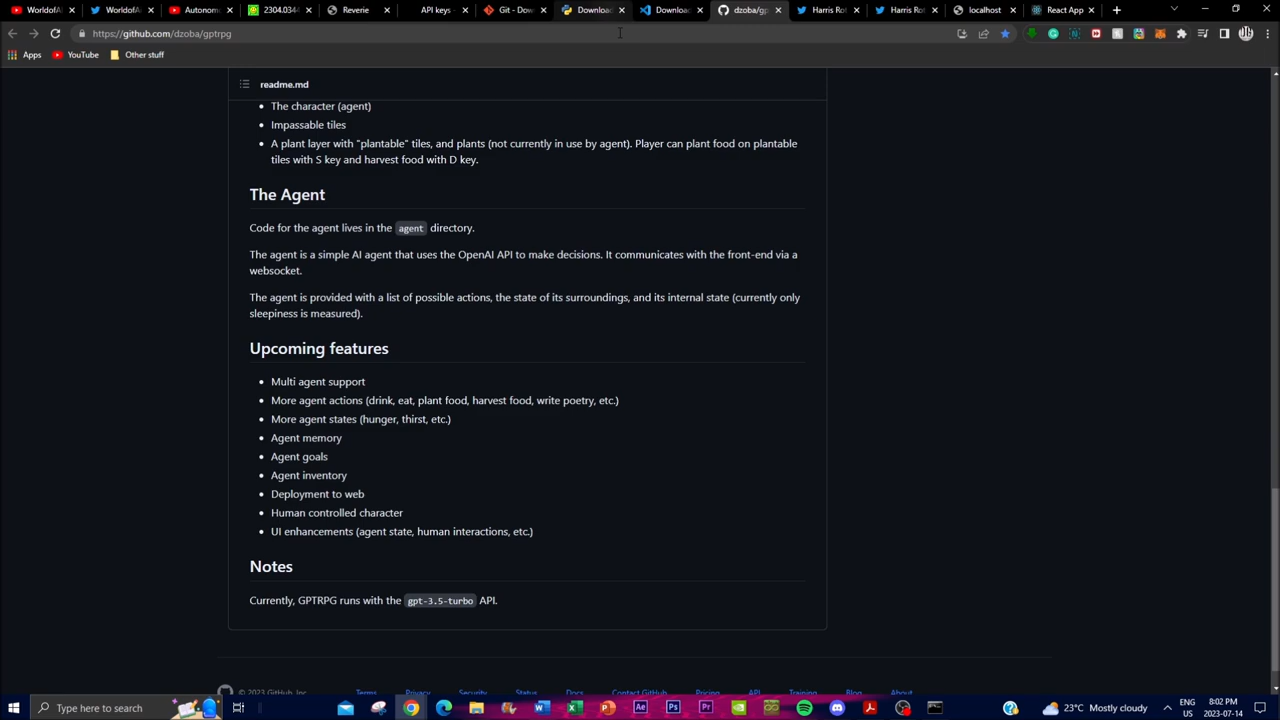 WorldofAI
WorldofAI
Autonomo
2304.0344
Reverie
API keys -
Git - Down
Download
Download
dzoba/gp
Harris Rot
Harris Rot
localhost
React App
https://github.com/dzoba/gptrpg
Apps
YouTube
Other stuff
readme.md
The character (agent)
Impassable tiles
A plant layer with "plantable" tiles, and plants (not currently in use by agent). Player can plant food on plantable
tiles with S key and harvest food with D key.
The Agent
Code for the agent lives in the agent directory.
The agent is a simple AI agent that uses the OpenAI API to make decisions. It communicates with the front-end via a
websocket.
The agent is provided with a list of possible actions, the state of its surroundings, and its internal state (currently only
sleepiness is measured).
Upcoming features
Multi agent support
More agent actions (drink, eat, plant food, harvest food, write poetry, etc.)
More agent states (hunger, thirst, etc.)
Agent memory
Agent goals
Agent inventory
Deployment to web
Human controlled character
UI enhancements (agent state, human interactions, etc.)
Notes
Currently, GPTRPG runs with the gpt-3.5-turbo API.
© 2023 GitHub, Inc.
Terms
Privacy
Security
Status
Docs
Contact GitHub
Pricing
API
Training
Blog
About
Type here to search
23°C Mostly cloudy
ENG
US
8:02 PM
2023-07-14